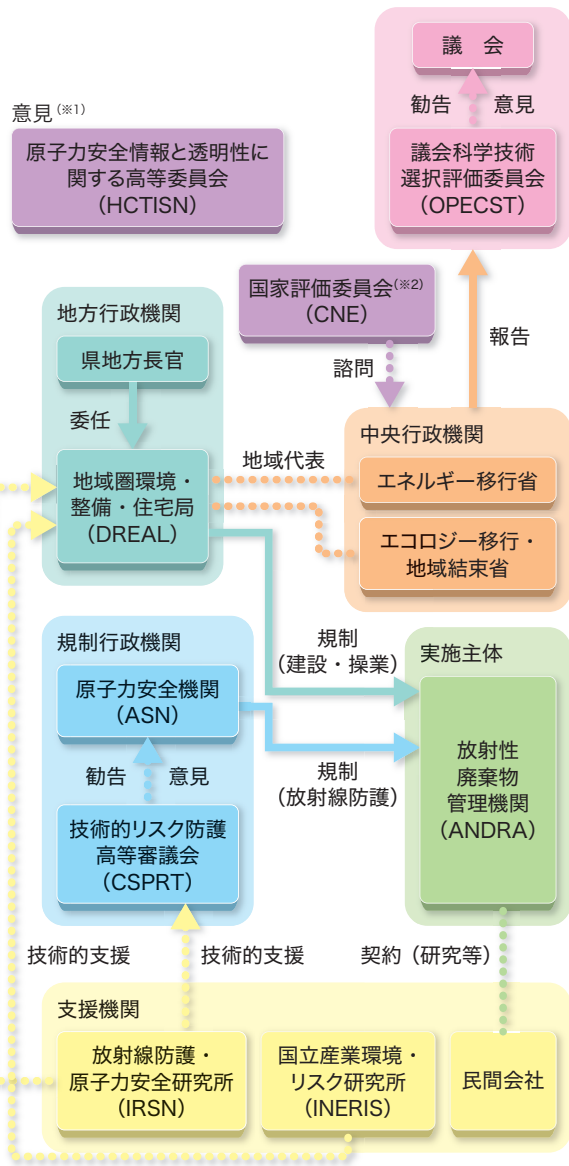 議　会
勧告
意見
議会科学技術
選択評価委員会
（OPECST）
意見（※1）
原子力安全情報と透明性に
関する高等委員会
（HCTISN）
国家評価委員会（※2）
（CNE）
諮問
報告
地方行政機関
県地方長官
委任
地域圏環境・
整備・住宅局
（DREAL）
地域代表
中央行政機関
エネルギー移行省
エコロジー移行・
地域結束省
規制行政機関
原子力安全機関
（ASN）
勧告
意見
技術的リスク防護
高等審議会
（CSPRT）
規制
（建設・操業）
規制
（放射線防護）
実施主体
放射性
廃棄物
管理機関
（ANDRA）
技術的支援
技術的支援
契約（研究等）
支援機関
放射線防護・
原子力安全研究所
（IRSN）
国立産業環境・
リスク研究所
（INERIS）
民間会社